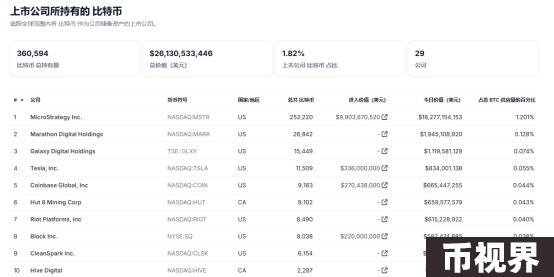 上市公司所持有的 比特币
追踪全球范围内将 比特币 作为公司储备资产的上市公司。
360,594 $26,130,533,446 1.82% 29
比特币 总持有量 总价值（美元） 上市公司 比特币 占比 公司
# 公司 货币符号 国家/地区 总共 比特币 进入价值（美元） 今日价值（美元） 占总 BTC 供应量的百分比
1 MicroStrategy Inc. NASDAQ:MSTR US 252,220 $9,903,670,520 $18,277,154,153 1.201%
2 Marathon Digital Holdings NASDAQ:MARA US 26,842 - $1,945,108,920 0.128%
3 Galaxy Digital Holdings TSE: GLXY US 15,449 - $1,119,581,129 0.074%
4 Tesla, Inc. NASDAQ:TSLA US 11,509 $336,000,000 $834,001,138 0.055%
5 Coinbase Global, Inc NASDAQ:COIN US 9,183 $270,438,000 $665,447,255 0.044%
6 Hut 8 Mining Corp NASDAQ:HUT CA 9,102 - $659,577,579 0.043%
7 Riot Platforms, Inc NASDAQ:RIOT US 8,490 - $615,228,922 0.040%
8 Block Inc. NYSE:SQ US 8,038 $220,000,000
9 CleanSpark Inc. NASDAQ:CLSK US 6,154 -
10 Hive Digital NASDAQ:HIVE CA 2,287 -
币视界